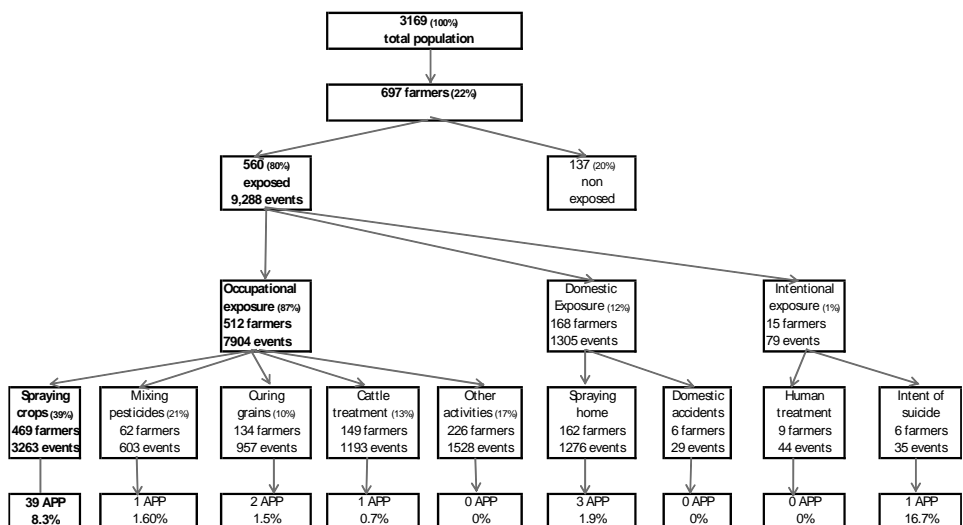 3169 (100%)
total population
697 farmers (22%)
560 (80%)
exposed
9,288 events
137 (20%)
non
exposed
Occupational
exposure (87%)
512 farmers
7904 events
Domestic
Exposure (12%)
168 farmers
1305 events
Intentional
exposure (1%)
15 farmers
79 events
Spraying
crops (39%)
469 farmers
3263 events
Mixing
pesticides (21%)
62 farmers
603 events
Curing
grains (10%)
134 farmers
957 events
Cattle
treatment (13%)
149 farmers
1193 events
Other
activities (17%)
226 farmers
1528 events
Spraying
home
162 farmers
1276 events
Domestic
accidents
6 farmers
29 events
Human
treatment
9 farmers
44 events
Intent of
suicide
6 farmers
35 events
39 APP
8.3%
1 APP
1.60%
2 APP
1.5%
1 APP
0.7%
0 APP
0%
3 APP
1.9%
0 APP
0%
0 APP
0%
1 APP
16.7%